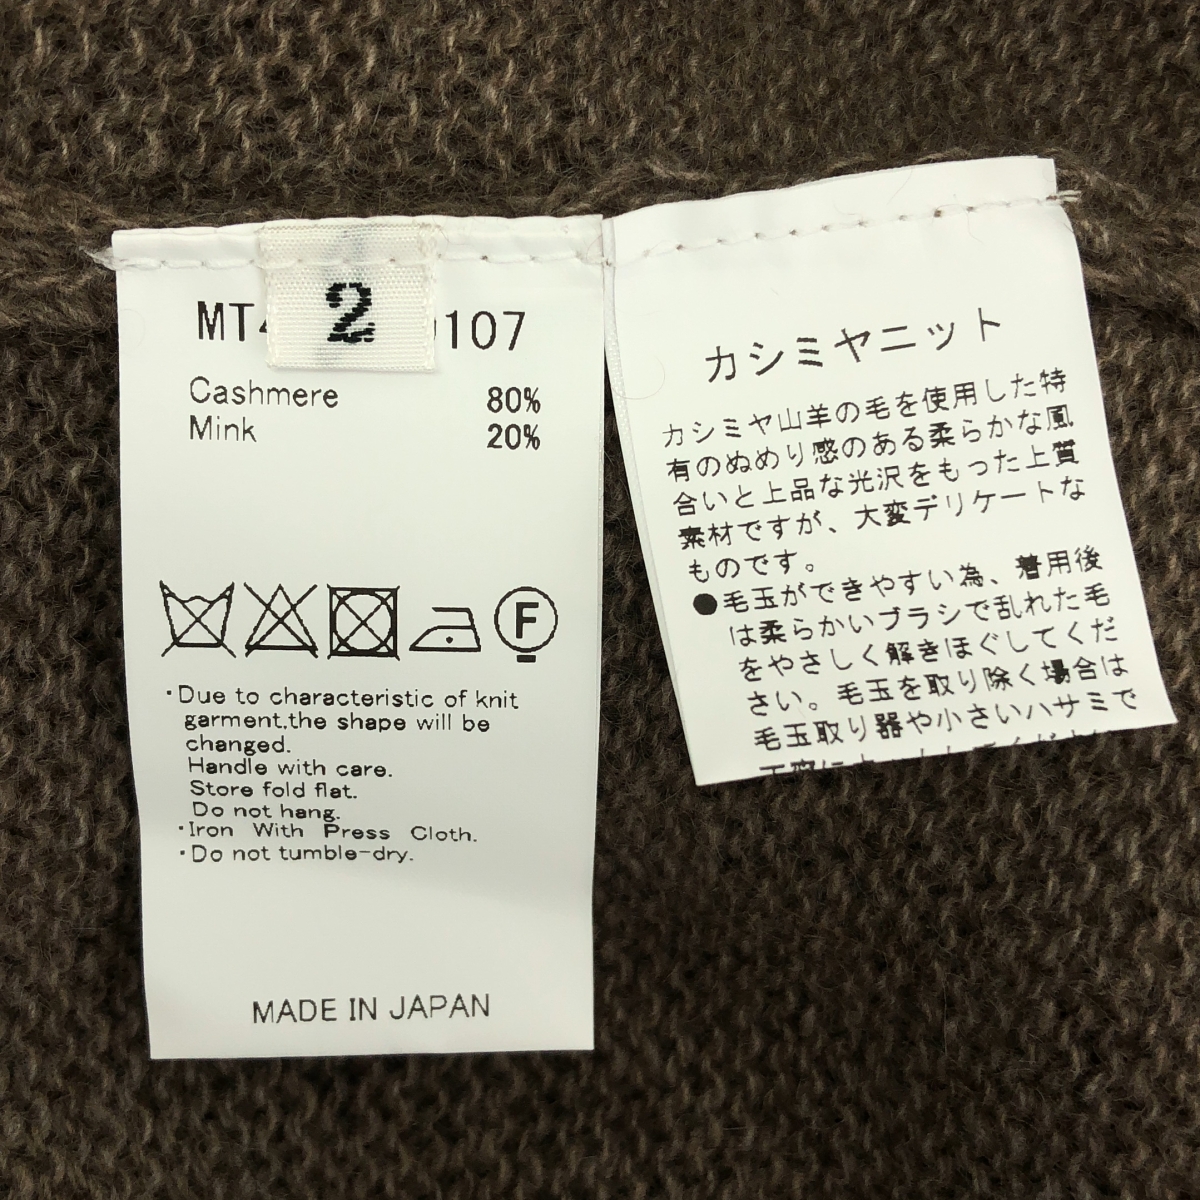 2
MT4 0107
Cashmere 80%
Mink 20%
F
・Due to characteristic of knit
garment,the shape will be
changed.
Handle with care.
Store fold flat.
Do not hang.
・Iron With Press Cloth.
・Do not tumble-dry.
MADE IN JAPAN
カシミヤニット
カシミヤ山羊の毛を使用した特
有のぬめり感のある柔らかな風
合いと上品な光沢をもった上質
素材ですが、大変デリケートな
ものです。
●毛玉ができやすい為、着用後
は柔らかいブラシで乱れた毛
をやさしく解きほぐしてくだ
さい。毛玉を取り除く場合は
毛玉取り器や小さいハサミで